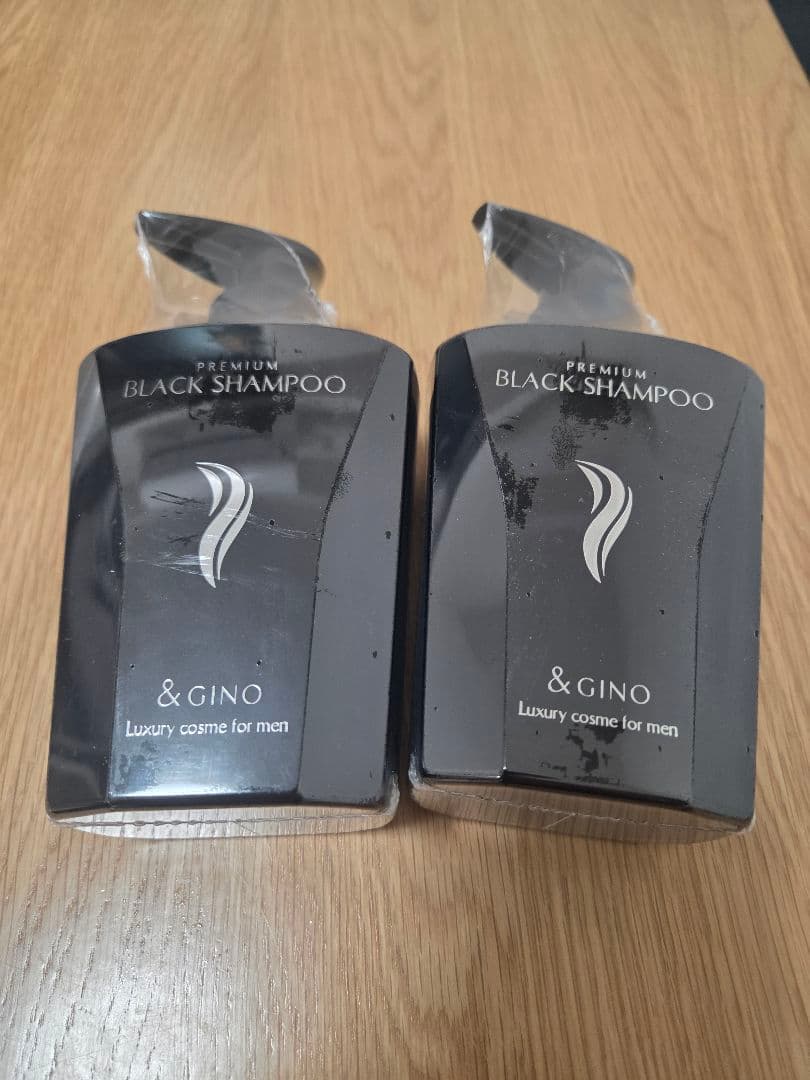 PREMIUM
BLACK SHAMPOO
& GINO
Luxury cosme for men
PREMIUM
BLACK SHAMPOO
& GINO
Luxury cosme for men